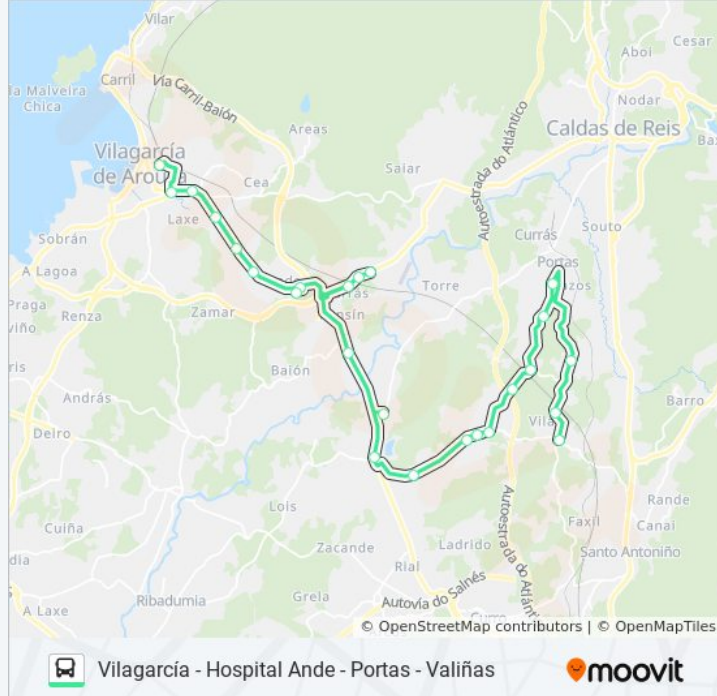 Vilar
Cesar
Aboi
Carril
la Malveira
Chica
Vía Carril-Baión
Nodar
Areas
Caldas de Reis
Vilagarcía
de Arousa
Autoestrada do Atlántico
Saiar
Cea
Laxe
Souto
Sobrán
Currás
Portas
A Lagoa
Torre
Praga
Renza
Zamar
Baión
Barro
András
Deiro
Lois
Rande
Cuiña
Faxil
Canai
Zacande
Ladrido
Santo Antoniño
Rial
Autoestrada do Atlántico
Autovía do Salnés
Grela
Ribadumia
A Laxe
© OpenStreetMap contributors | © OpenMapTiles
Vilagarcía - Hospital Ande - Portas - Valiñas
moovit